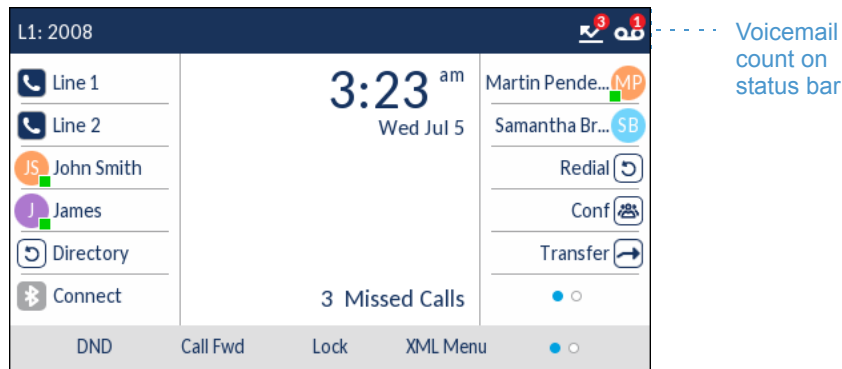 L1: 2008
3
1
Line 1
Line 2
JS John Smith
J James
Directory
Connect
3:23 am
Wed Jul 5
3 Missed Calls
Martin Pende... MP
Samantha Br... SB
Redial
Conf
Transfer
DND Call Fwd Lock XML Menu
Voicemail
count on
status bar